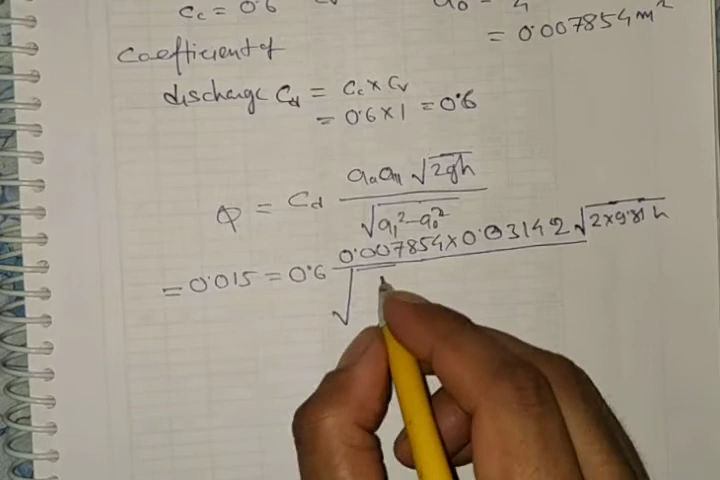 Cc = 0.6
= 0.007854 m²
Coefficient of
discharge Cd = Cc × Cv
= 0.6 × 1 = 0.6
Q = Cd a₀a₁ √2gh / √a₁² - a₀²
= 0.015 = 0.6 0.007854 × 0.03142 √2×9.81 h / √